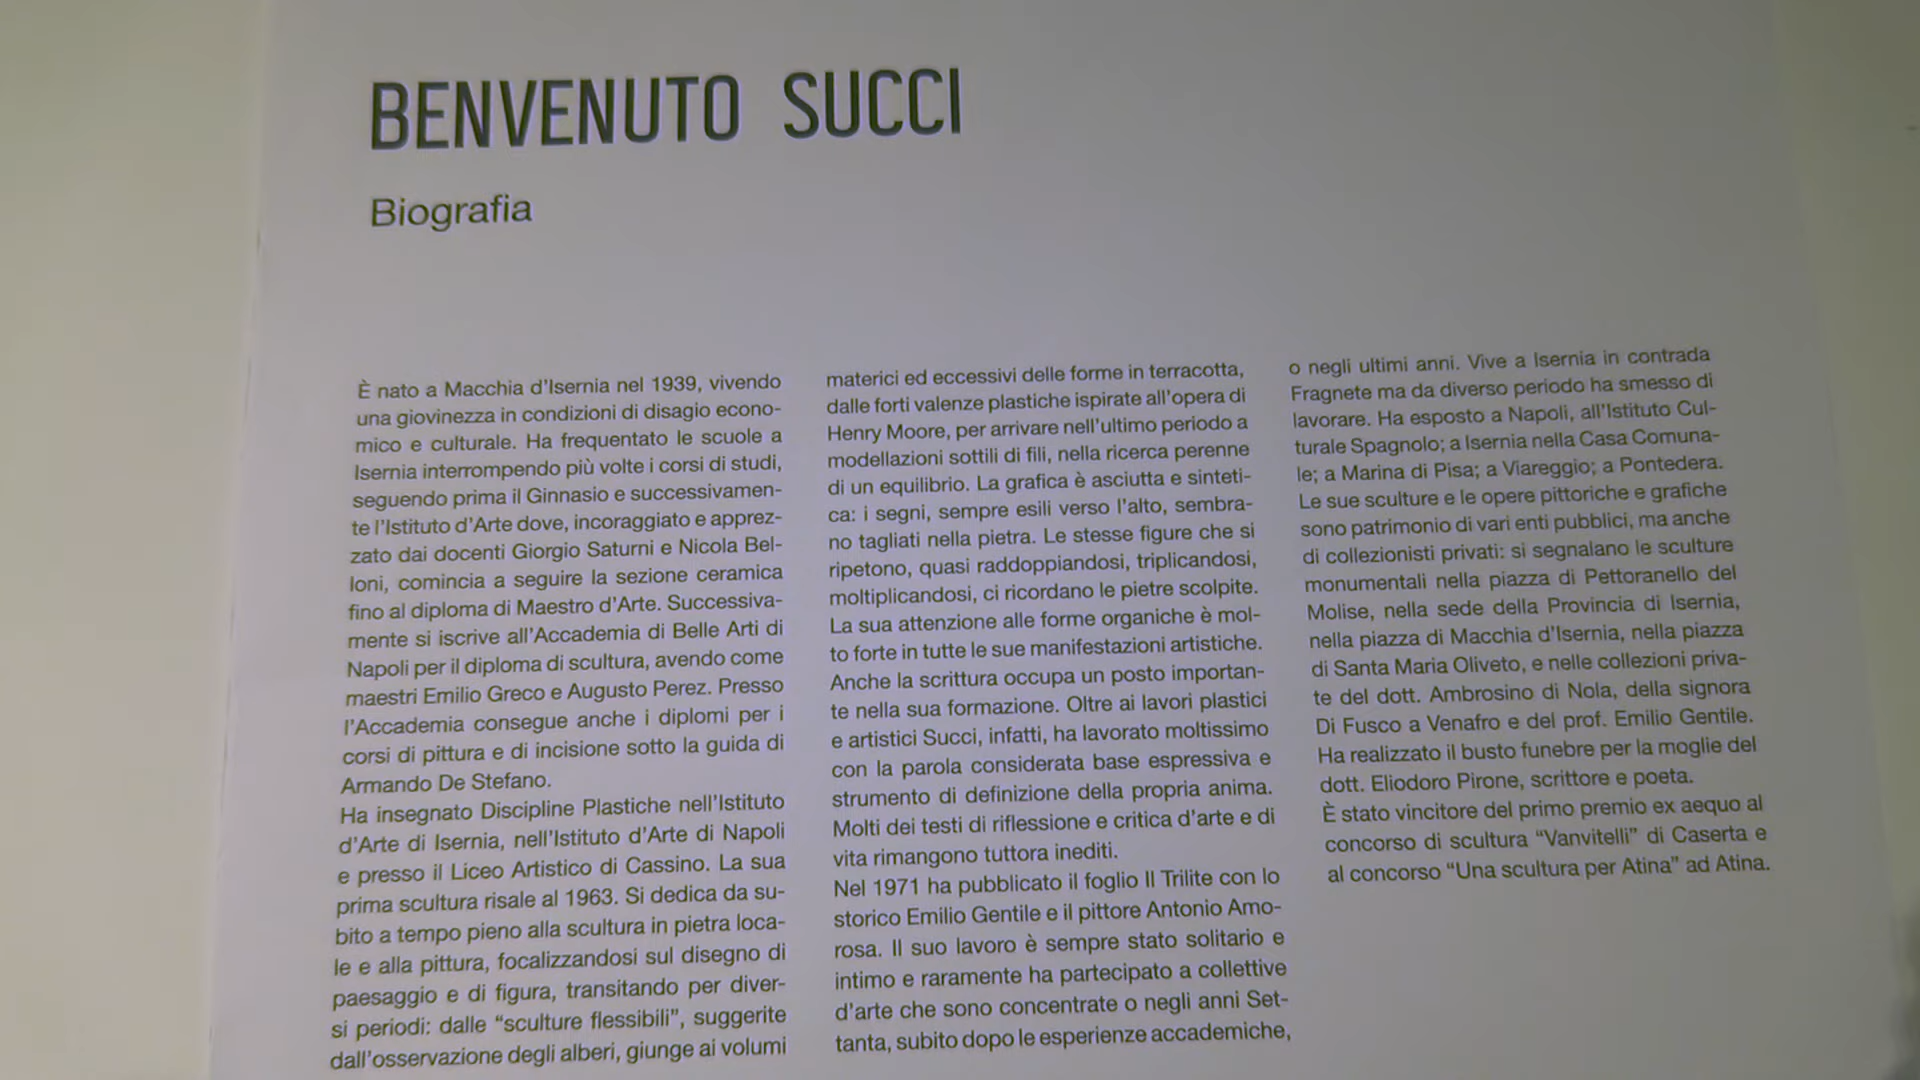 BENVENUTO SUCCI
Biografia
È nato a Macchia d'Isernia nel 1939, vivendo
una giovinezza in condizioni di disagio econo-
mico e culturale. Ha frequentato le scuole a
Isernia interrompendo più volte i corsi di studi,
seguendo prima il Ginnasio e successivamen-
te l'Istituto d'Arte dove, incoraggiato e apprez-
zato dai docenti Giorgio Saturni e Nicola Bel-
loni, comincia a seguire la sezione ceramica
fino al diploma di Maestro d'Arte. Successiva-
mente si iscrive all'Accademia di Belle Arti di
Napoli per il diploma di scultura, avendo come
maestri Emilio Greco e Augusto Perez. Presso
l'Accademia consegue anche i diplomi per i
corsi di pittura e di incisione sotto la guida di
Armando De Stefano.
Ha insegnato Discipline Plastiche nell'Istituto
d'Arte di Isernia, nell'Istituto d'Arte di Napoli
e presso il Liceo Artistico di Cassino. La sua
prima scultura risale al 1963. Si dedica da su-
bito a tempo pieno alla scultura in pietra loca-
le e alla pittura, focalizzandosi sul disegno di
paesaggio e di figura, transitando per diver-
si periodi: dalle “sculture flessibili”, suggerite
dall'osservazione degli alberi, giunge ai volumi
materici ed eccessivi delle forme in terracotta,
dalle forti valenze plastiche ispirate all'opera di
Henry Moore, per arrivare nell'ultimo periodo a
modellazioni sottili di fili, nella ricerca perenne
di un equilibrio. La grafica è asciutta e sinteti-
ca: i segni, sempre esili verso l'alto, sembra-
no tagliati nella pietra. Le stesse figure che si
ripetono, quasi raddoppiandosi, triplicandosi,
moltiplicandosi, ci ricordano le pietre scolpite.
La sua attenzione alle forme organiche è mol-
to forte in tutte le sue manifestazioni artistiche.
Anche la scrittura occupa un posto importan-
te nella sua formazione. Oltre ai lavori plastici
e artistici Succi, infatti, ha lavorato moltissimo
con la parola considerata base espressiva e
strumento di definizione della propria anima.
Molti dei testi di riflessione e critica d'arte e di
vita rimangono tuttora inediti.
Nel 1971 ha pubblicato il foglio Il Trilite con lo
storico Emilio Gentile e il pittore Antonio Amo-
rosa. Il suo lavoro è sempre stato solitario e
intimo e raramente ha partecipato a collettive
d'arte che sono concentrate o negli anni Set-
tanta, subito dopo le esperienze accademiche,
o negli ultimi anni. Vive a Isernia in contrada
Fragnete ma da diverso periodo ha smesso di
lavorare. Ha esposto a Napoli, all'Istituto Cul-
turale Spagnolo; a Isernia nella Casa Comuna-
le; a Marina di Pisa; a Viareggio; a Pontedera.
Le sue sculture e le opere pittoriche e grafiche
sono patrimonio di vari enti pubblici, ma anche
di collezionisti privati: si segnalano le sculture
monumentali nella piazza di Pettoranello del
Molise, nella sede della Provincia di Isernia,
nella piazza di Macchia d'Isernia, nella piazza
di Santa Maria Oliveto, e nelle collezioni priva-
te del dott. Ambrosino di Nola, della signora
Di Fusco a Venafro e del prof. Emilio Gentile.
Ha realizzato il busto funebre per la moglie del
dott. Eliodoro Pirone, scrittore e poeta.
È stato vincitore del primo premio ex aequo al
concorso di scultura “Vanvitelli” di Caserta e
al concorso “Una scultura per Atina” ad Atina.